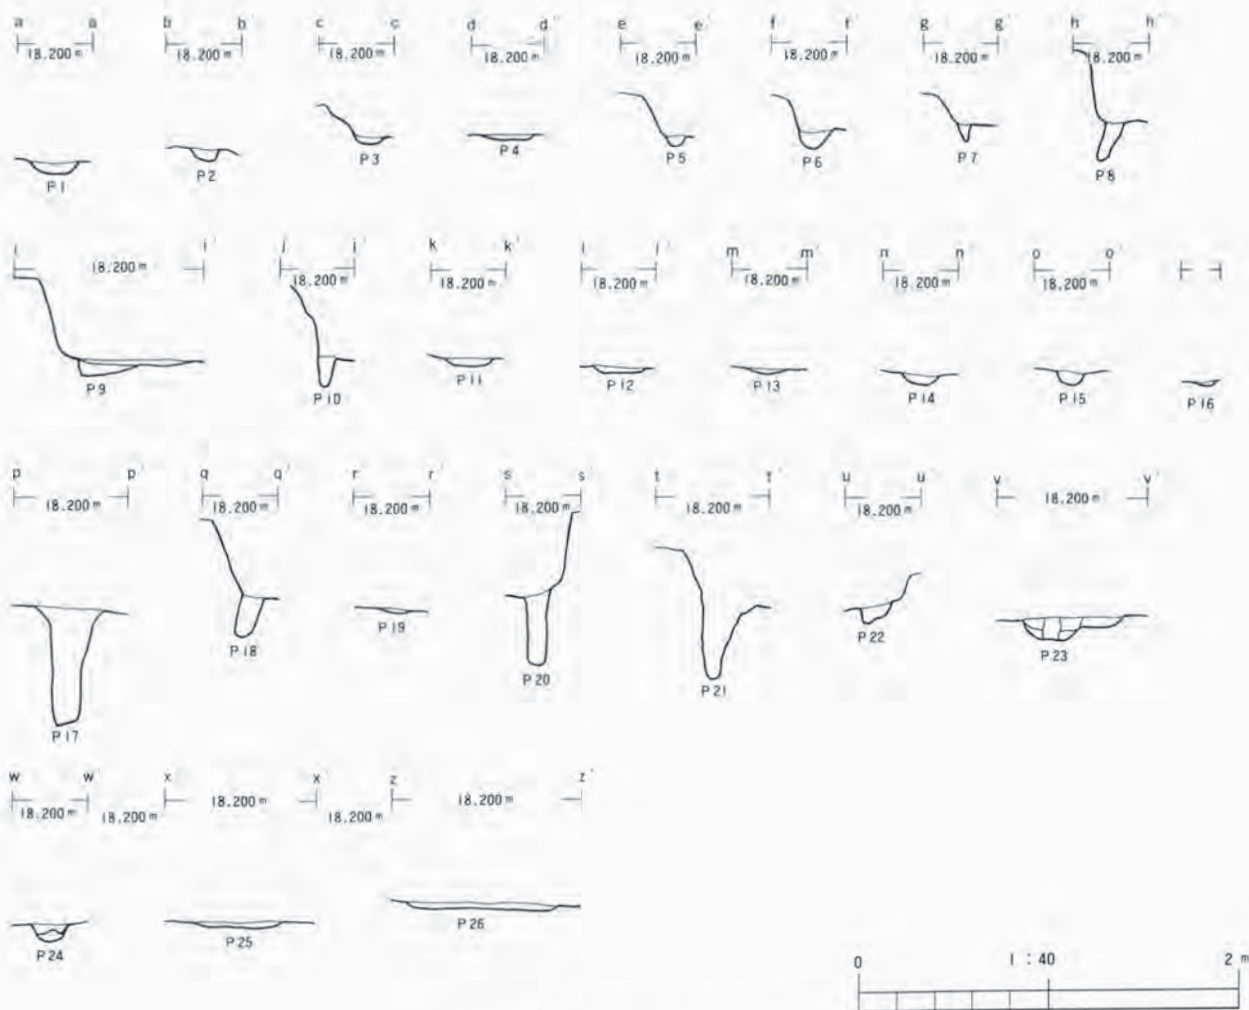 a a' b b' c c' d d' e e' f f' g g' h h'
18.200m 18.200m 18.200m 18.200m 18.200m 18.200m 18.200m 18.200m
P1 P2 P3 P4 P5 P6 P7 P8
i i' j j' k k' l l' m m' n n' o o'
18.200m 18.200m 18.200m 18.200m 18.200m 18.200m 18.200m
P9 P10 P11 P12 P13 P14 P15 P16
p p' q q' r r' s s' t t' u u' v v'
18.200m 18.200m 18.200m 18.200m 18.200m 18.200m 18.200m
P17 P18 P19 P20 P21 P22 P23
w w' x x' z z'
18.200m 18.200m 18.200m 18.200m 18.200m
P24 P25 P26
0 1:40 2m